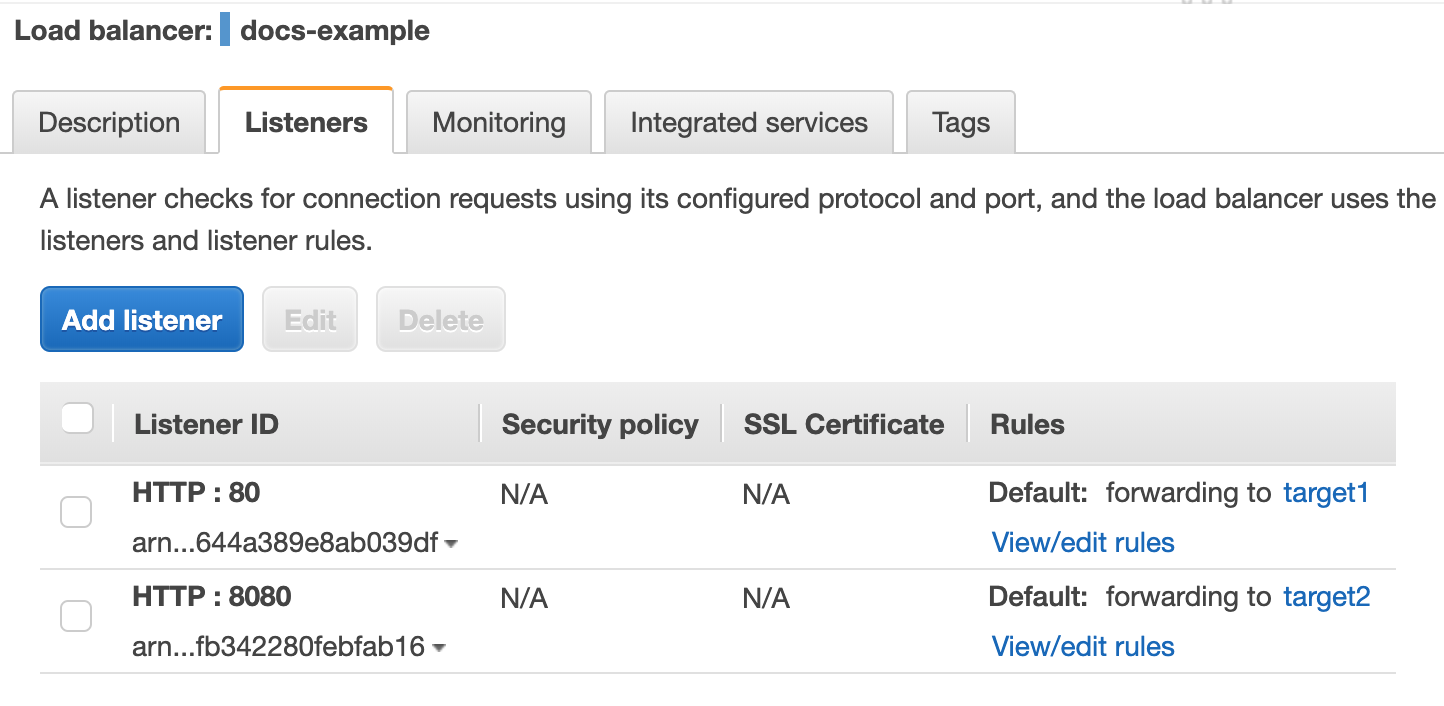 Load balancer: docs-example
Description Listeners Monitoring Integrated services Tags
A listener checks for connection requests using its configured protocol and port, and the load balancer uses the
listeners and listener rules.
Add listener Edit Delete
Listener ID Security policy SSL Certificate Rules
HTTP : 80 N/A N/A Default: forwarding to target1
arn...644a389e8ab039df View/edit rules
HTTP : 8080 N/A N/A Default: forwarding to target2
arn...fb342280febfab16 View/edit rules